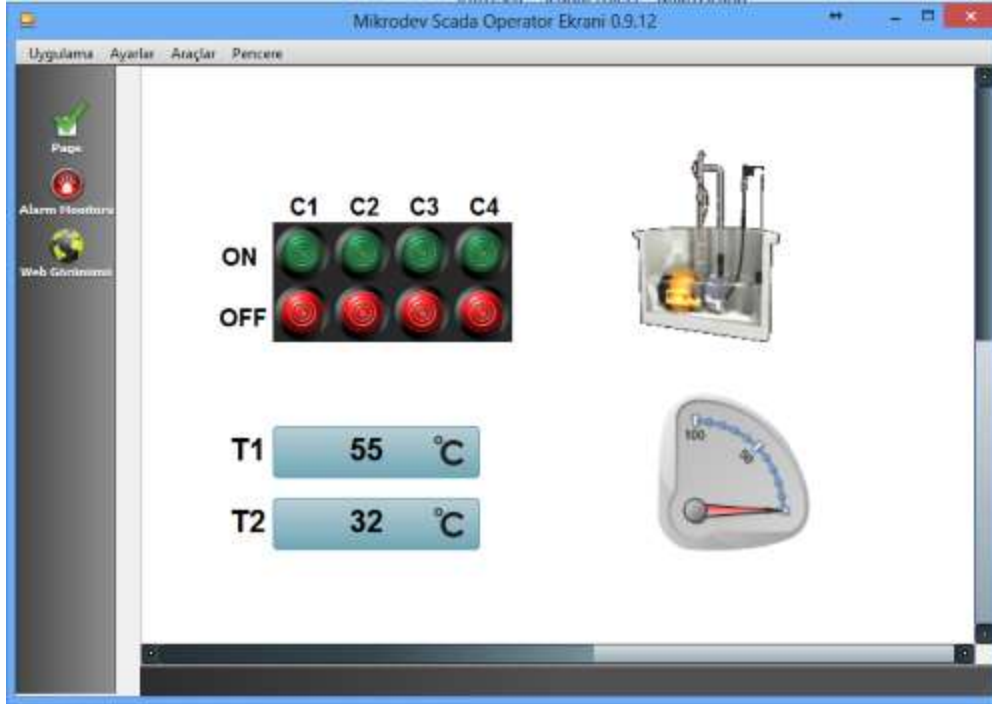 Mikrodev Scada Operator Ekrani 0.9.12
Uygulama Ayarlar Araçlar Pencere
Page
Alarm Monitoru
Web Görünümü
C1 C2 C3 C4
ON
OFF
T1 55 °C
T2 32 °C
100
50